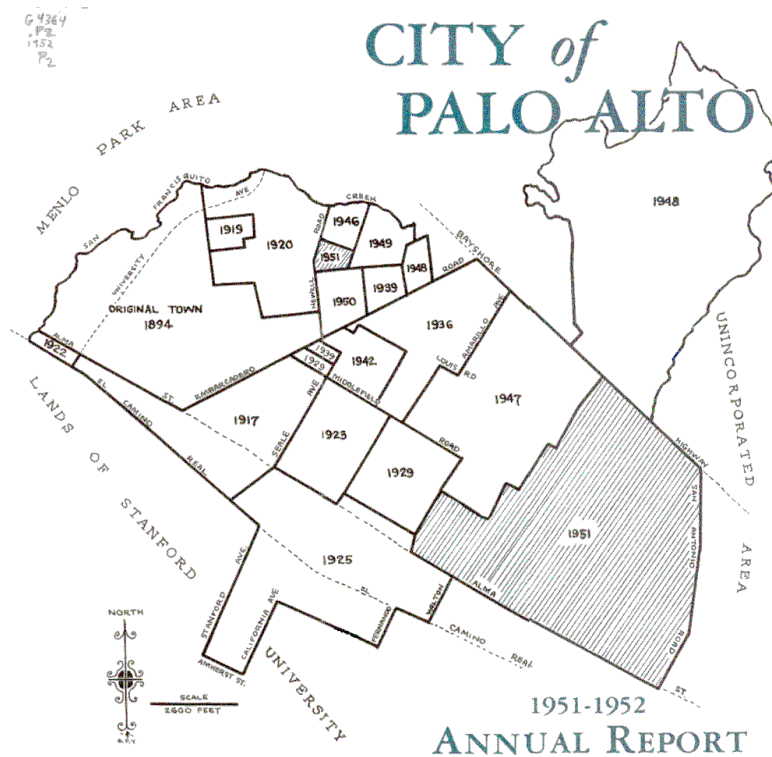 G4364
.P2
1952
P2
CITY of
PALO ALTO
MENLO PARK AREA
SAN FRANCISQUITO CREEK
UNIVERSITY AVE
1919
1920
ROAD
NEWELL
1946
1951
1949
1948
1948
BAYSHORE
HIGHWAY
ORIGINAL TOWN
1894
1950
1939
ROAD
EMBARCADERO
1936
AMARILLO AVE
LOUIS RD
1922
ALMA
ST.
1939
1929
1942
MIDDLEFIELD
ROAD
1947
UNINCORPORATED AREA
EL CAMINO REAL
1917
SEALE AVE
1923
1929
LANDS OF STANFORD UNIVERSITY
1951
SAN ANTONIO ROAD
1925
STANFORD AVE
CALIFORNIA AVE
EL CAMINO REAL
FERNANDO
WALTON
ALMA
ST.
AMHERST ST.
NORTH
SCALE
2600 FEET
1951-1952
ANNUAL REPORT